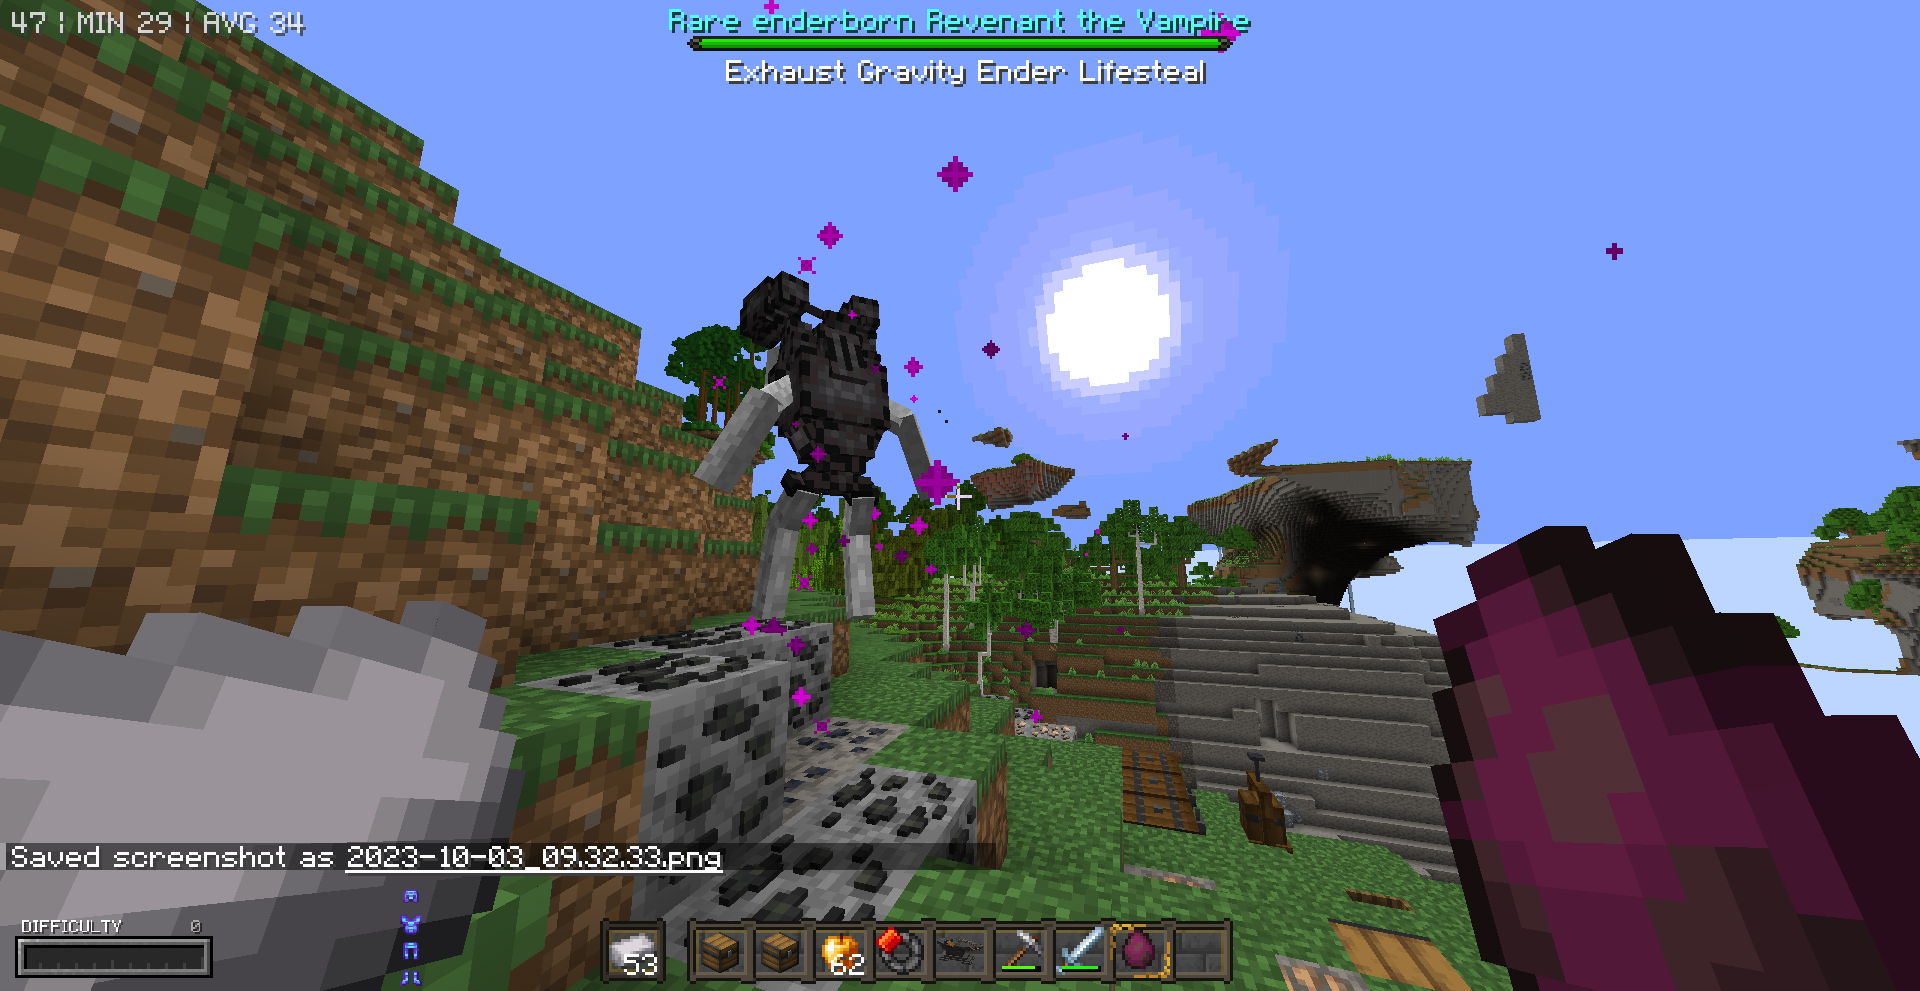 47 | MIN 29 | AVG 34
Rare enderborn Revenant the Vampire
Exhaust Gravity Ender Lifesteal
Saved screenshot as 2023-10-03_09.32.33.png
DIFFICULTY 0
53
62